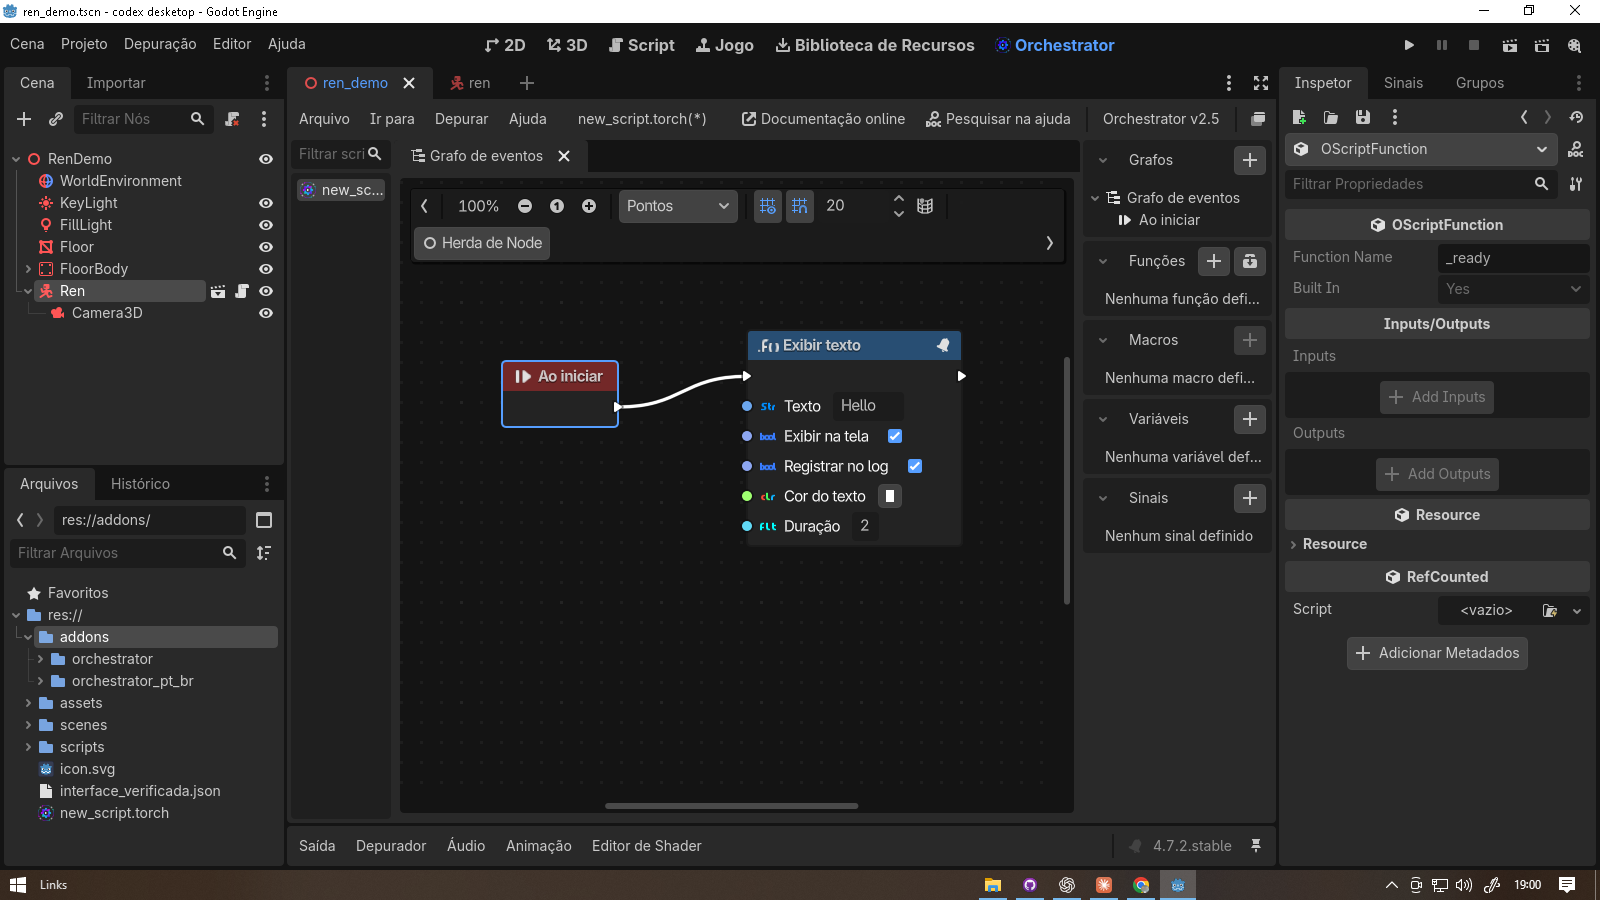 ren_demo.tscn - codex desketop - Godot Engine
Cena Projeto Depuração Editor Ajuda
2D 3D Script Jogo Biblioteca de Recursos Orchestrator
Cena Importar
Filtrar Nós
RenDemo
WorldEnvironment
KeyLight
FillLight
Floor
FloorBody
Ren
Camera3D
Arquivos Histórico
res://addons/
Filtrar Arquivos
Favoritos
res://
addons
orchestrator
orchestrator_pt_br
assets
scenes
scripts
icon.svg
interface_verificada.json
new_script.torch
ren_demo ren
Arquivo Ir para Depurar Ajuda new_script.torch(*) Documentação online Pesquisar na ajuda Orchestrator v2.5
Filtrar scri
new_sc...
Grafo de eventos
100% 1 Pontos 20
Herda de Node
Ao iniciar
.f() Exibir texto
Str Texto Hello
bool Exibir na tela
bool Registrar no log
clr Cor do texto
flt Duração 2
Grafos
Grafo de eventos
Ao iniciar
Funções
Nenhuma função defi...
Macros
Nenhuma macro defi...
Variáveis
Nenhuma variável def...
Sinais
Nenhum sinal definido
Saída Depurador Áudio Animação Editor de Shader 4.7.2.stable
Inspetor Sinais Grupos
OScriptFunction
Filtrar Propriedades
OScriptFunction
Function Name _ready
Built In Yes
Inputs/Outputs
Inputs
Add Inputs
Outputs
Add Outputs
Resource
Resource
RefCounted
Script <vazio>
Adicionar Metadados
Links 19:00